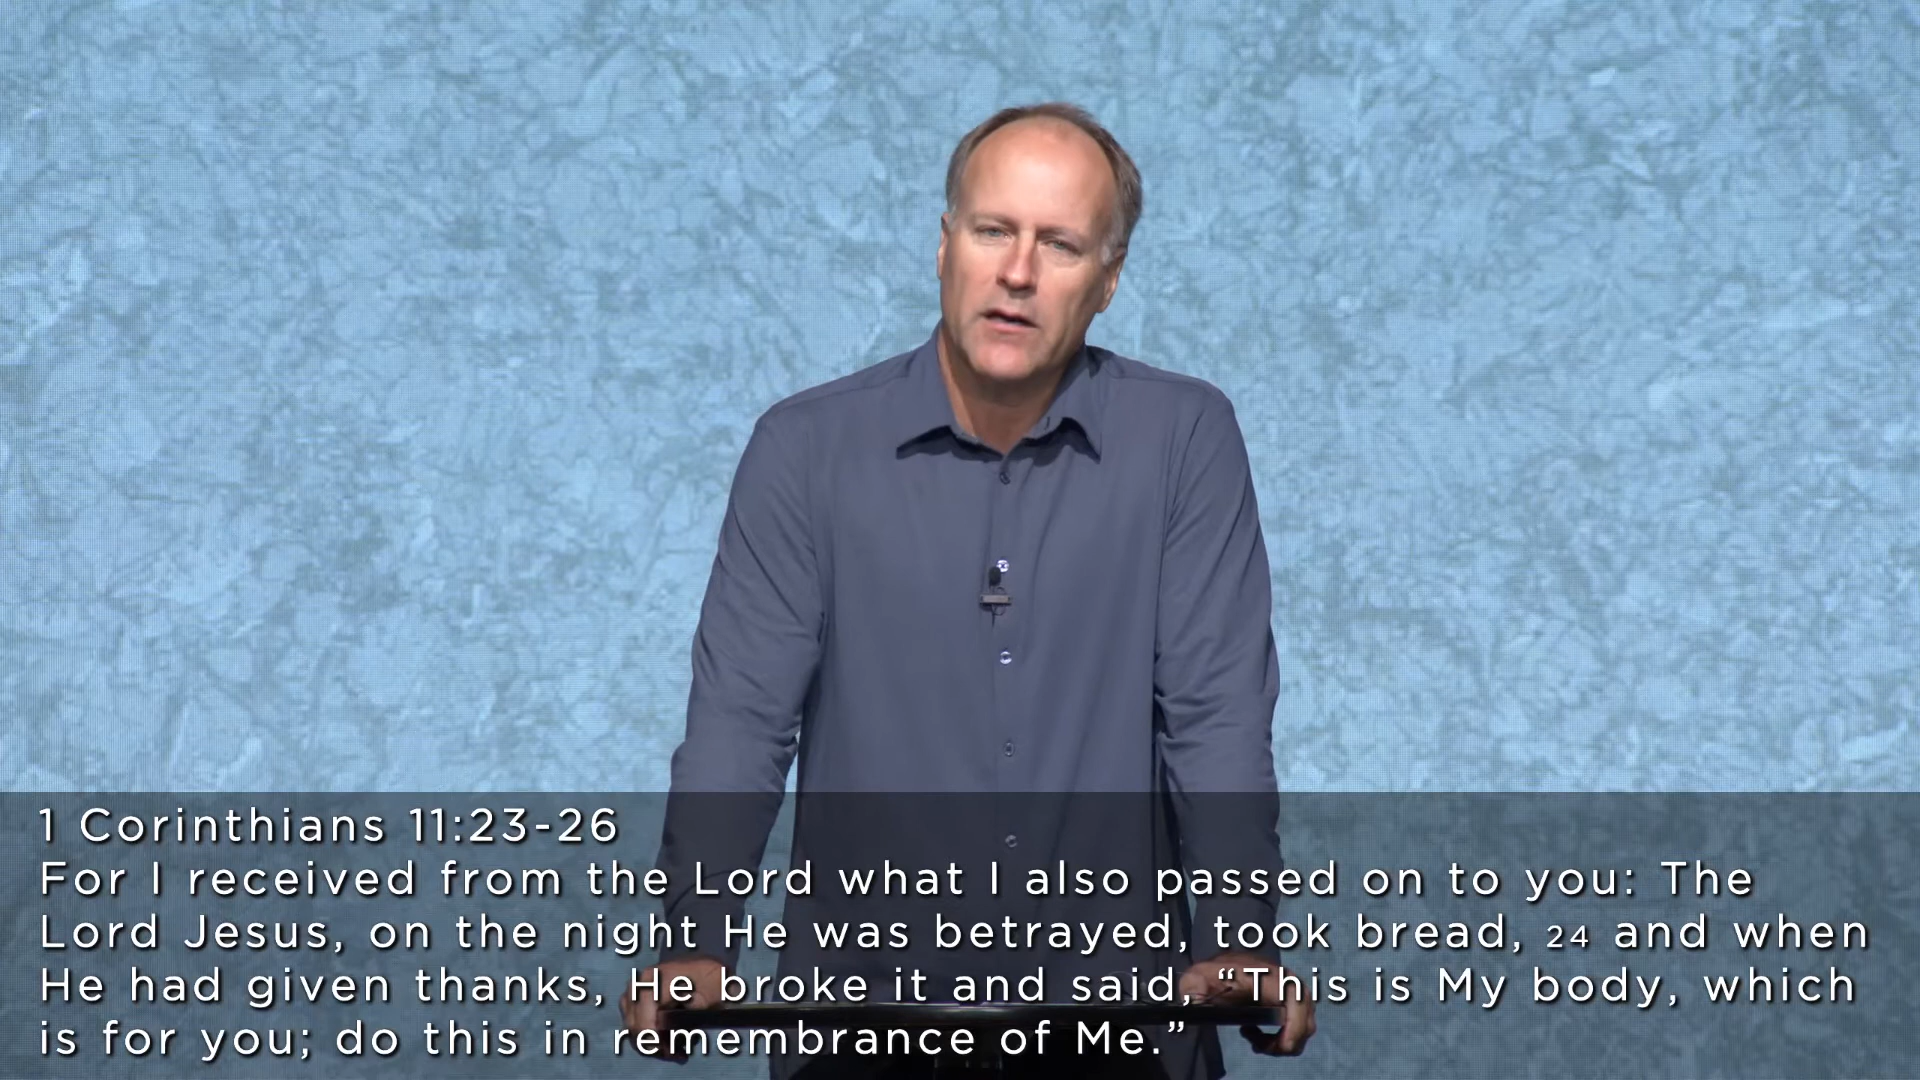 1 Corinthians 11:23-26
For I received from the Lord what I also passed on to you: The
Lord Jesus, on the night He was betrayed, took bread, 24 and when
He had given thanks, He broke it and said, “This is My body, which
is for you; do this in remembrance of Me.”